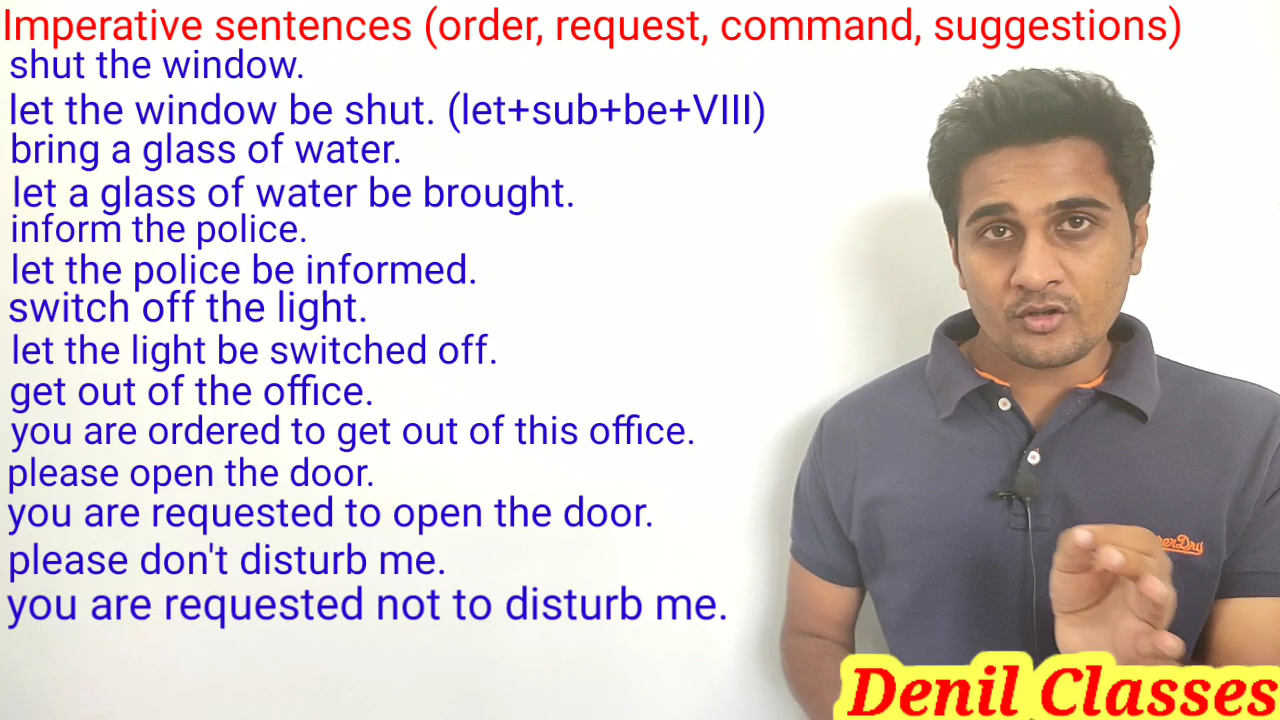 Imperative sentences (order, request, command, suggestions)
shut the window.
let the window be shut. (let+sub+be+VIII)
bring a glass of water.
let a glass of water be brought.
inform the police.
let the police be informed.
switch off the light.
let the light be switched off.
get out of the office.
you are ordered to get out of this office.
please open the door.
you are requested to open the door.
please don't disturb me.
you are requested not to disturb me.
Denil Classes